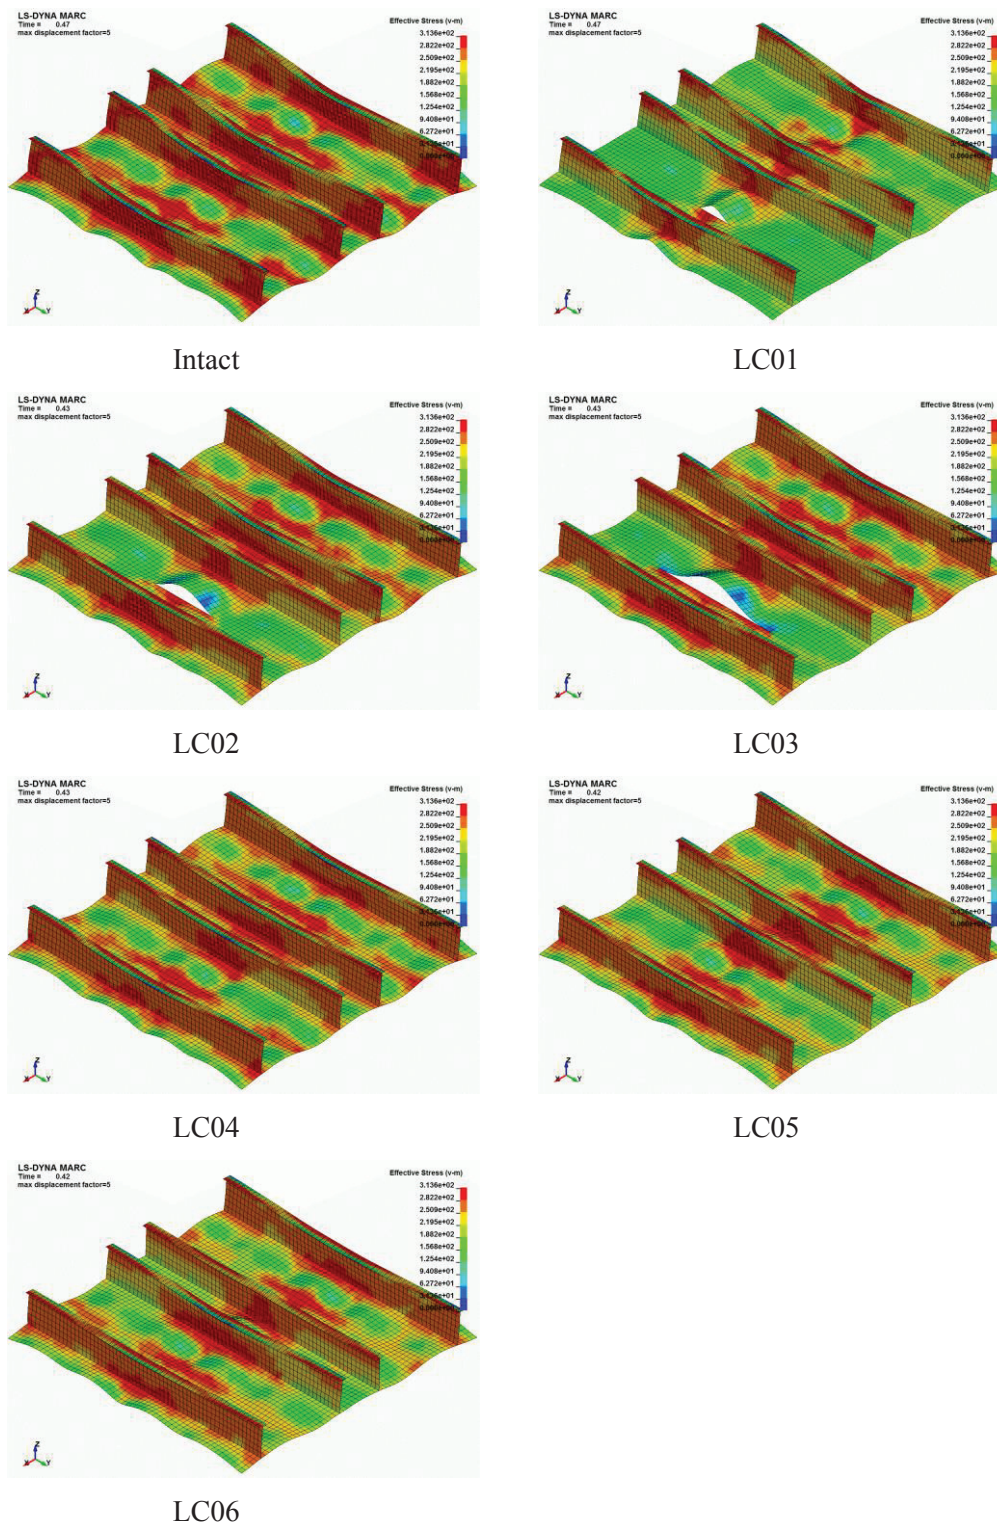 LS-DYNA MARC
Time = 0.47
max displacement factor=5
Effective Stress (v-m)
3.136e+02
2.822e+02
2.509e+02
2.195e+02
1.882e+02
1.568e+02
1.254e+02
9.408e+01
6.272e+01
Z
X
Y
Intact
LS-DYNA MARC
Time = 0.47
max displacement factor=5
Effective Stress (v-m)
3.136e+02
2.822e+02
2.509e+02
2.195e+02
1.882e+02
1.568e+02
1.254e+02
9.408e+01
6.272e+01
Z
X
Y
LC01
LS-DYNA MARC
Time = 0.43
max displacement factor=5
Effective Stress (v-m)
3.136e+02
2.822e+02
2.509e+02
2.195e+02
1.882e+02
1.568e+02
1.254e+02
9.408e+01
6.272e+01
Z
X
Y
LC02
LS-DYNA MARC
Time = 0.43
max displacement factor=5
Effective Stress (v-m)
3.136e+02
2.822e+02
2.509e+02
2.195e+02
1.882e+02
1.568e+02
1.254e+02
9.408e+01
6.272e+01
Z
X
Y
LC03
LS-DYNA MARC
Time = 0.43
max displacement factor=5
Effective Stress (v-m)
3.136e+02
2.822e+02
2.509e+02
2.195e+02
1.882e+02
1.568e+02
1.254e+02
9.408e+01
6.272e+01
Z
X
Y
LC04
LS-DYNA MARC
Time = 0.42
max displacement factor=5
Effective Stress (v-m)
3.136e+02
2.822e+02
2.509e+02
2.195e+02
1.882e+02
1.568e+02
1.254e+02
9.408e+01
6.272e+01
Z
X
Y
LC05
LS-DYNA MARC
Time = 0.42
max displacement factor=5
Effective Stress (v-m)
3.136e+02
2.822e+02
2.509e+02
2.195e+02
1.882e+02
1.568e+02
1.254e+02
9.408e+01
6.272e+01
Z
X
Y
LC06